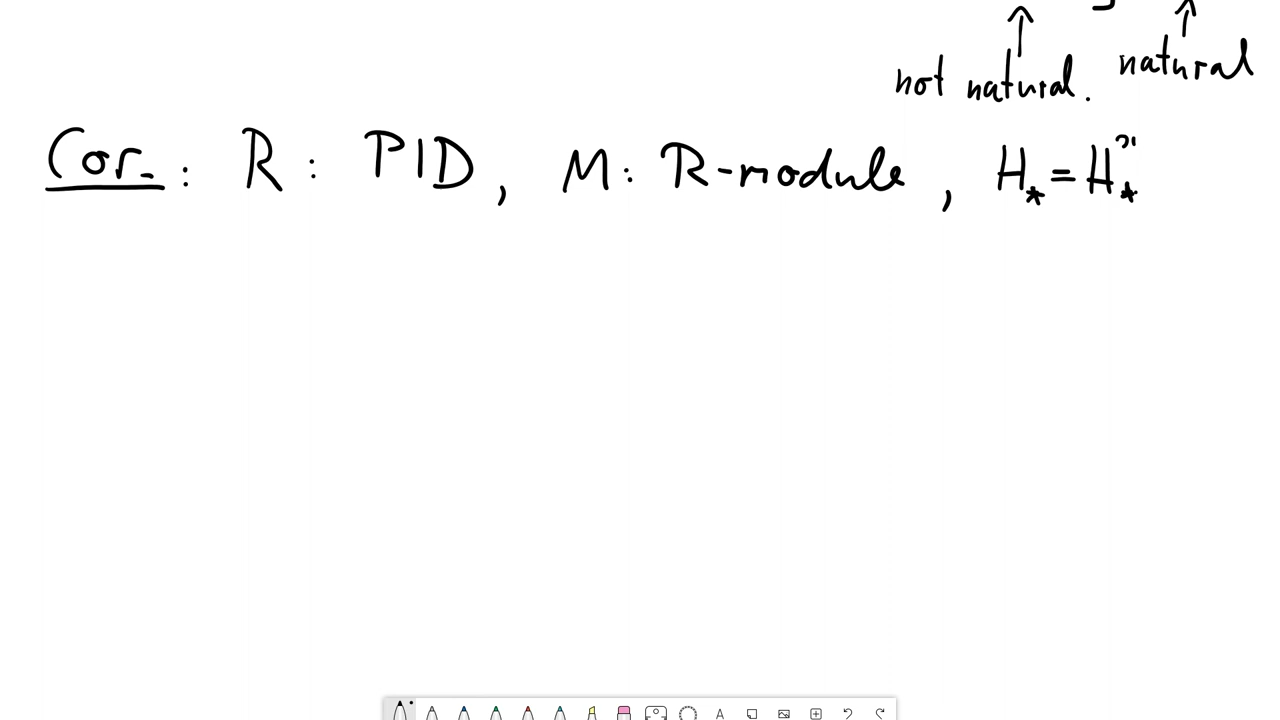 not natural. natural
Cor. : R : PID, M: R-module, H_* = H_*